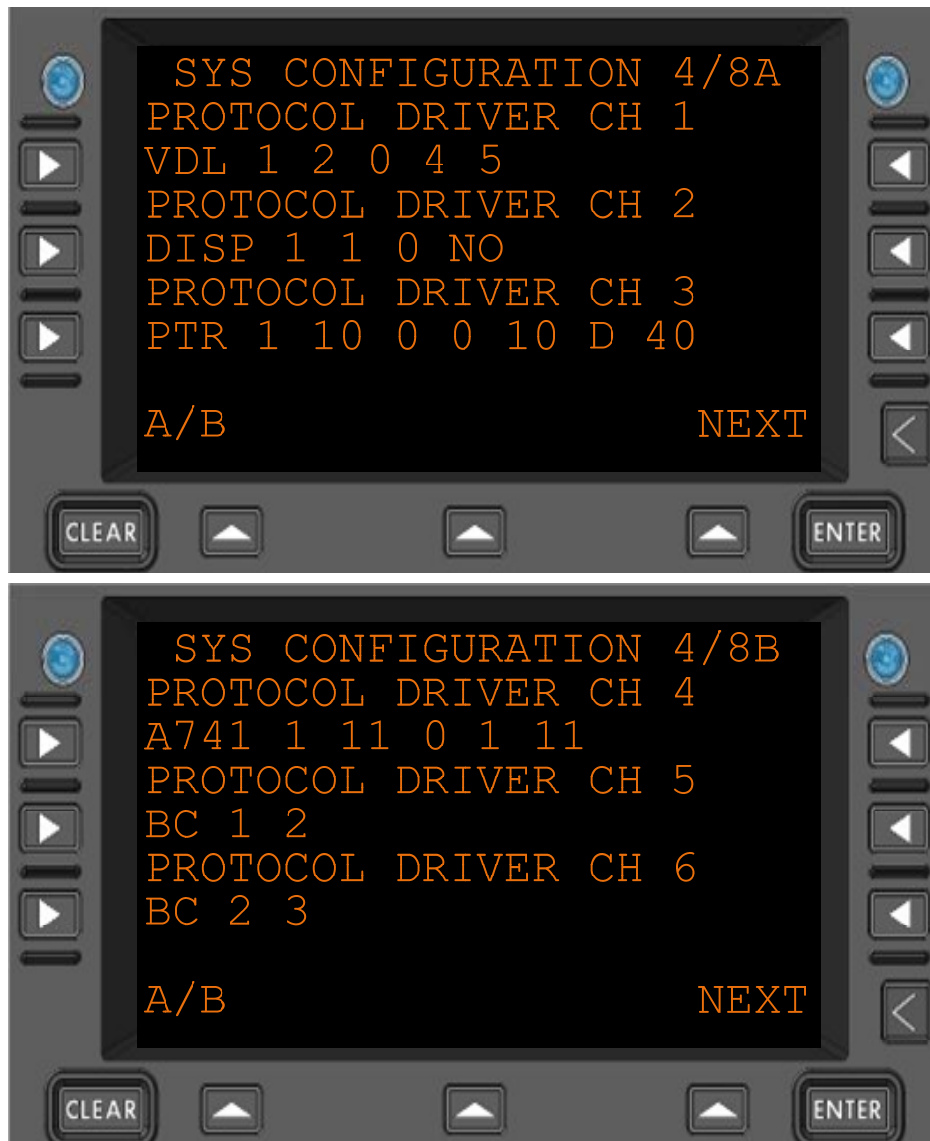 SYS CONFIGURATION 4/8A
PROTOCOL DRIVER CH 1
VDL 1 2 0 4 5
PROTOCOL DRIVER CH 2
DISP 1 1 0 NO
PROTOCOL DRIVER CH 3
PTR 1 10 0 0 10 D 40
A/B NEXT
CLEAR ENTER
SYS CONFIGURATION 4/8B
PROTOCOL DRIVER CH 4
A741 1 11 0 1 11
PROTOCOL DRIVER CH 5
BC 1 2
PROTOCOL DRIVER CH 6
BC 2 3
A/B NEXT
CLEAR ENTER